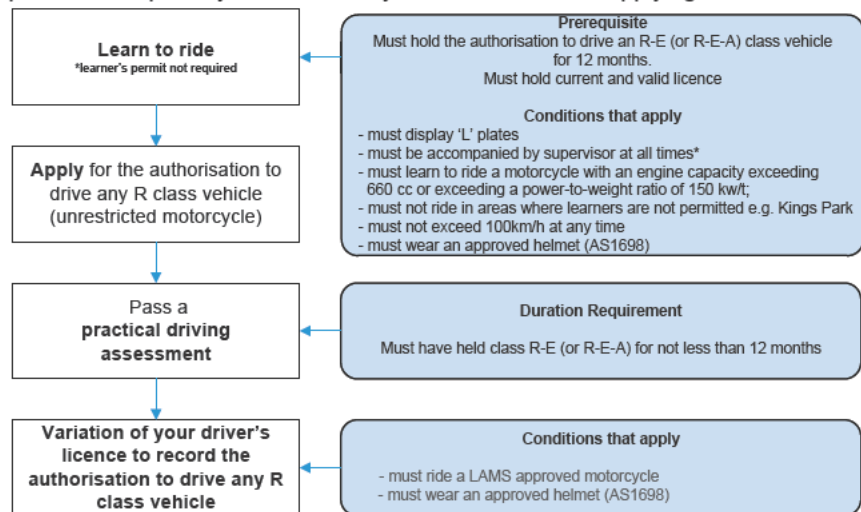 Learn to ride
*learner's permit not required
Prerequisite
Must hold the authorisation to drive an R-E (or R-E-A) class vehicle
for 12 months.
Must hold current and valid licence
Conditions that apply
- must display 'L' plates
- must be accompanied by supervisor at all times*
- must learn to ride a motorcycle with an engine capacity exceeding
660 cc or exceeding a power-to-weight ratio of 150 kw/t;
- must not ride in areas where learners are not permitted e.g. Kings Park
- must not exceed 100km/h at any time
- must wear an approved helmet (AS1698)
Apply for the authorisation to
drive any R class vehicle
(unrestricted motorcycle)
Pass a
practical driving
assessment
Duration Requirement
Must have held class R-E (or R-E-A) for not less than 12 months
Variation of your driver's
licence to record the
authorisation to drive any R
class vehicle
Conditions that apply
- must ride a LAMS approved motorcycle
- must wear an approved helmet (AS1698)